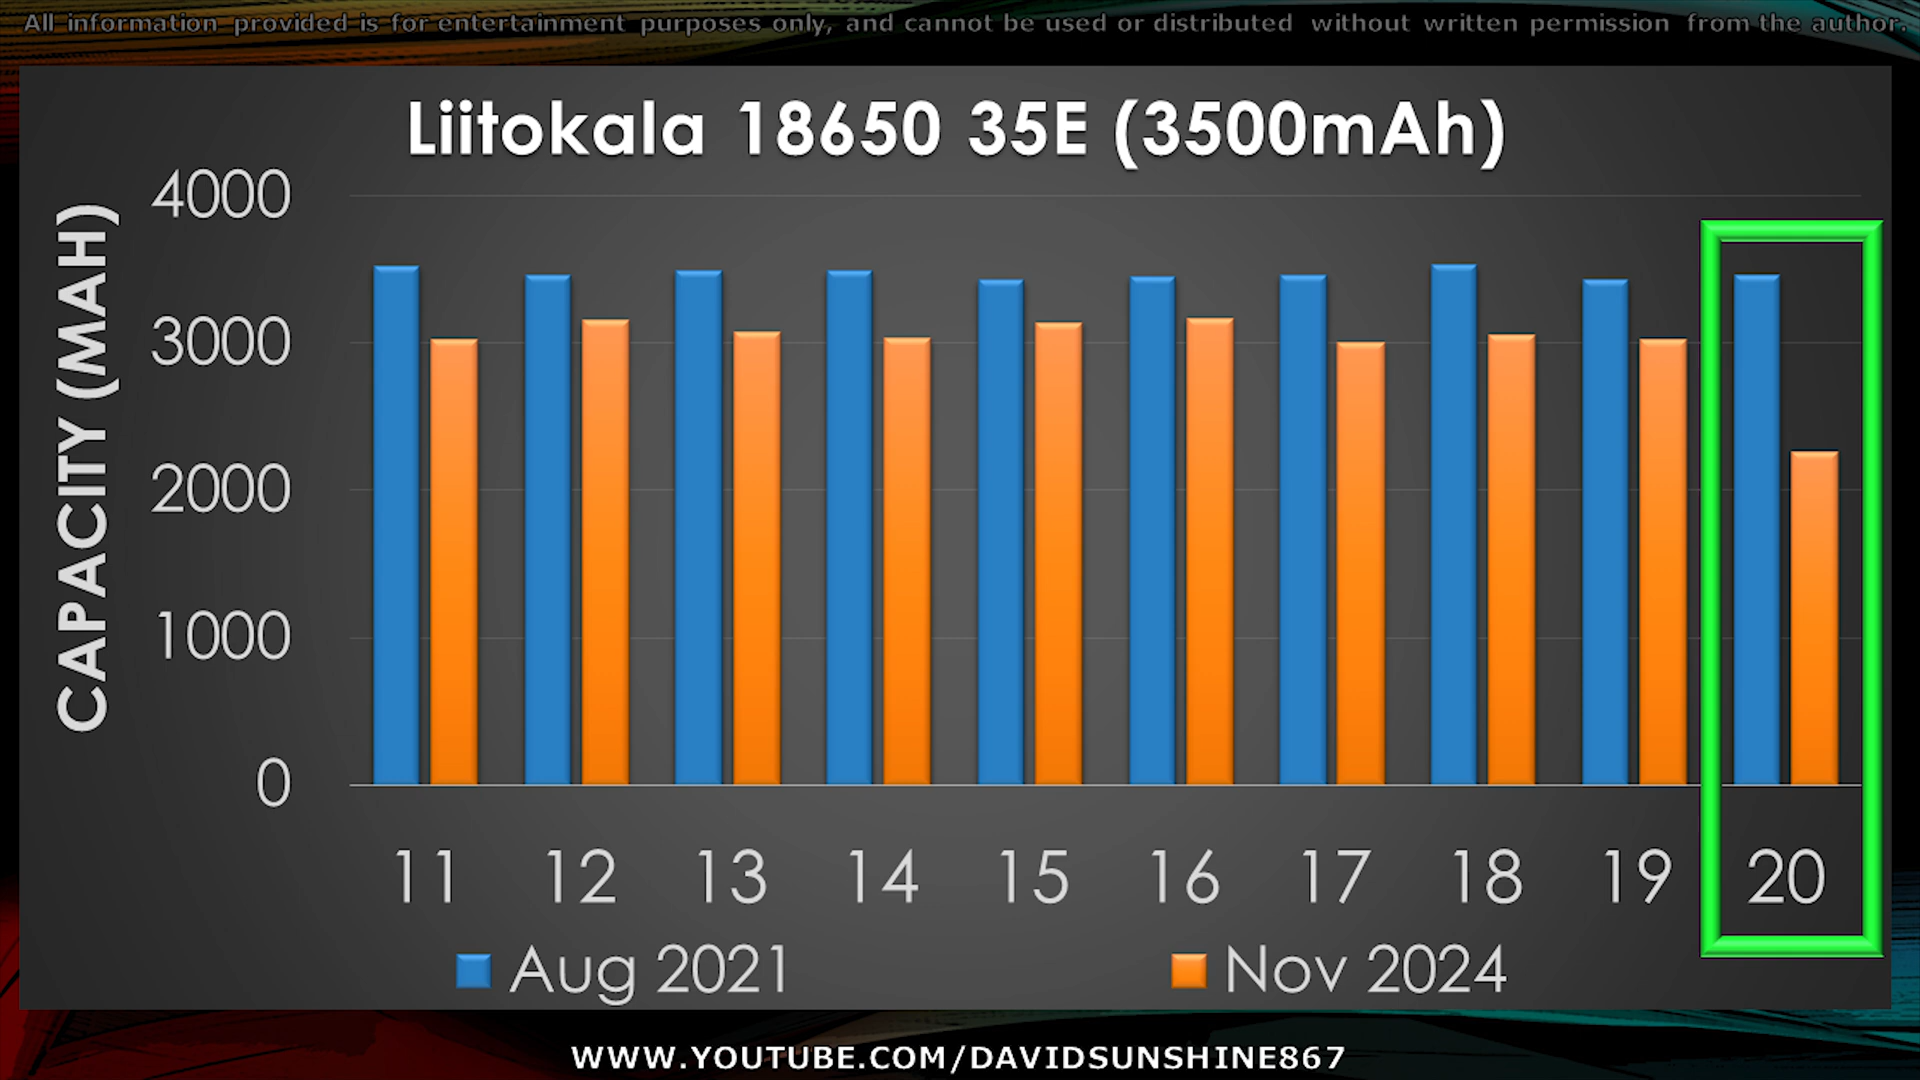 All information provided is for entertainment purposes only, and cannot be used or distributed without written permission from the author.
Liitokala 18650 35E (3500mAh)
CAPACITY (MAH)
4000
3000
2000
1000
0
11 12 13 14 15 16 17 18 19 20
Aug 2021 Nov 2024
WWW.YOUTUBE.COM/DAVIDSUNSHINE867